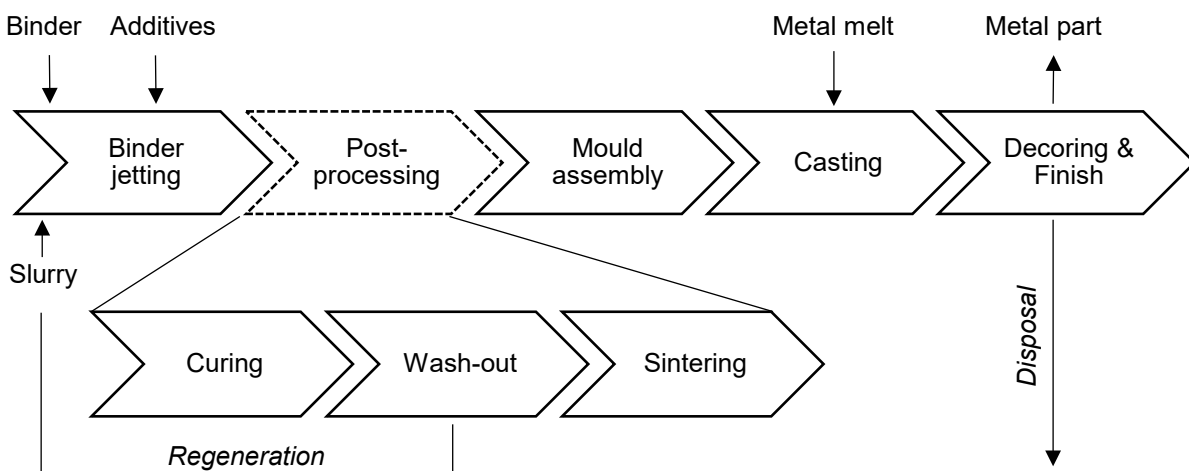 Binder
Additives
Metal melt
Metal part
Binder
jetting
Post-
processing
Mould
assembly
Casting
Decoring &
Finish
Slurry
Curing
Wash-out
Sintering
Disposal
Regeneration